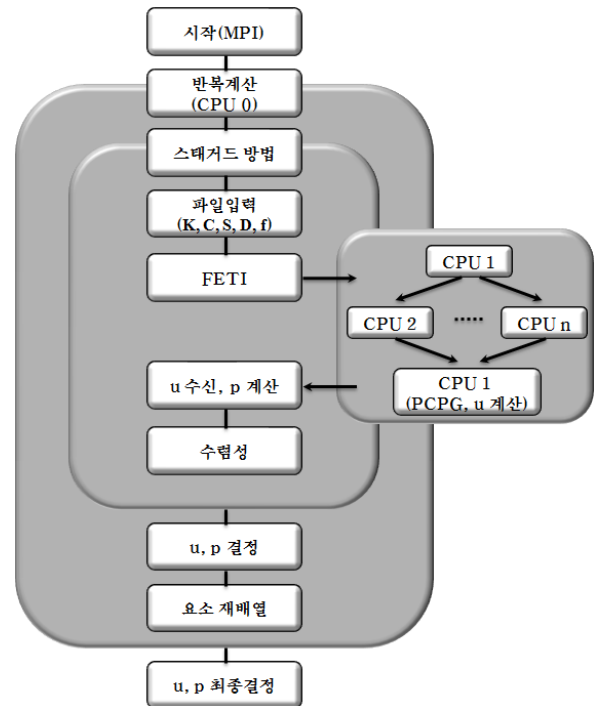 시작(MPI)
반복계산
(CPU 0)
스태거드 방법
파일입력
(K, C, S, D, f)
FETI
CPU 1
CPU 2
.....
CPU n
CPU 1
(PCPG, u 계산)
u 수신, p 계산
수렴성
u, p 결정
요소 재배열
u, p 최종결정